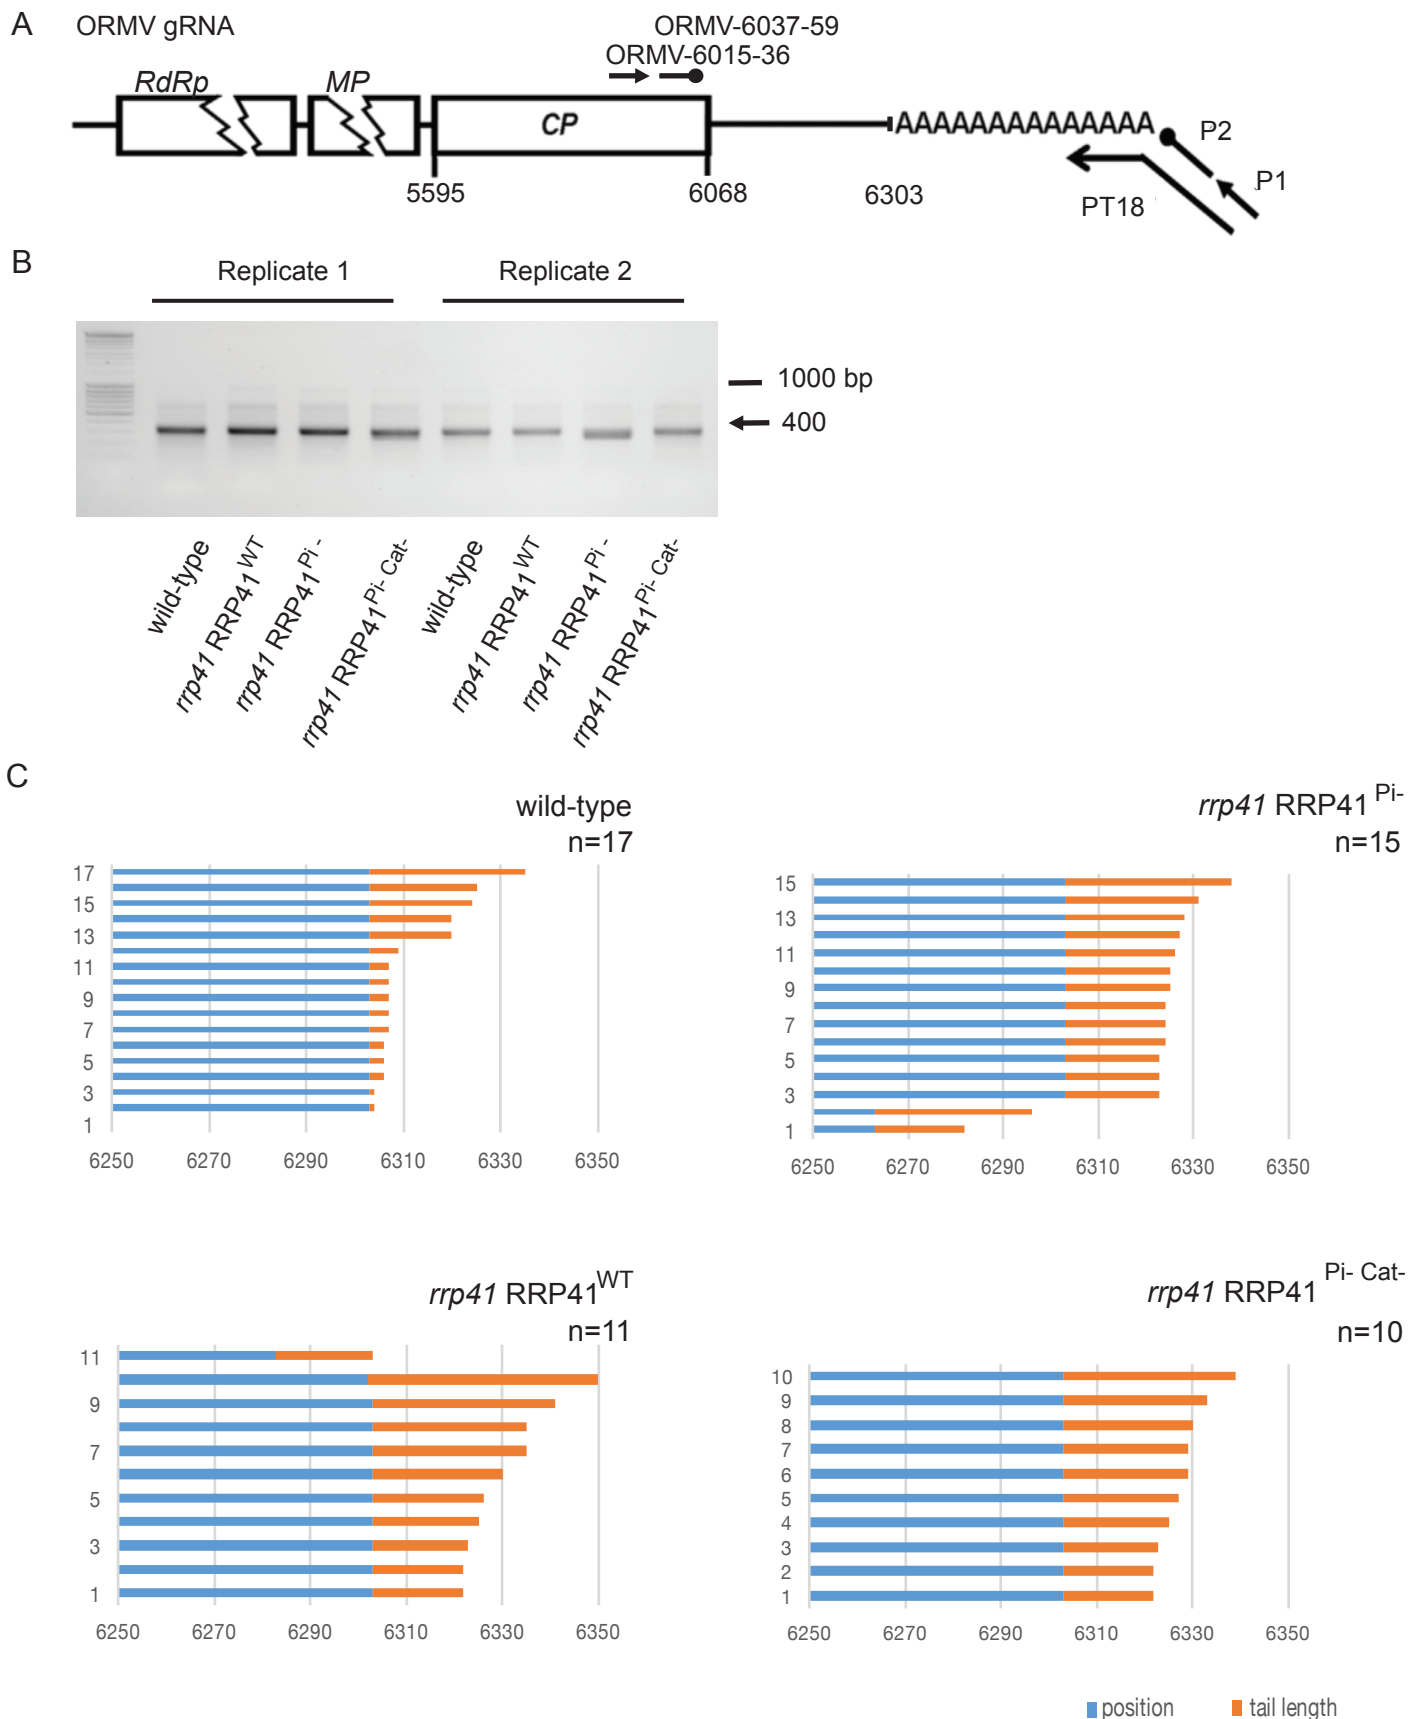 A
ORMV gRNA
ORMV-6037-59
ORMV-6015-36
RdRp
MP
CP
AAAAAAAAAAAAAA
P2
P1
PT18
5595
6068
6303
B
Replicate 1
Replicate 2
1000 bp
400
wild-type
rrp41 RRP41WT
rrp41 RRP41Pi -
rrp41 RRP41Pi- Cat-
wild-type
rrp41 RRP41WT
rrp41 RRP41Pi -
rrp41 RRP41Pi- Cat-
C
wild-type
n=17
17
15
13
11
9
7
5
3
1
6250 6270 6290 6310 6330 6350
rrp41 RRP41 Pi-
n=15
15
13
11
9
7
5
3
1
6250 6270 6290 6310 6330 6350
rrp41 RRP41WT
n=11
11
9
7
5
3
1
6250 6270 6290 6310 6330 6350
rrp41 RRP41 Pi- Cat-
n=10
10
9
8
7
6
5
4
3
2
1
6250 6270 6290 6310 6330 6350
position
tail length